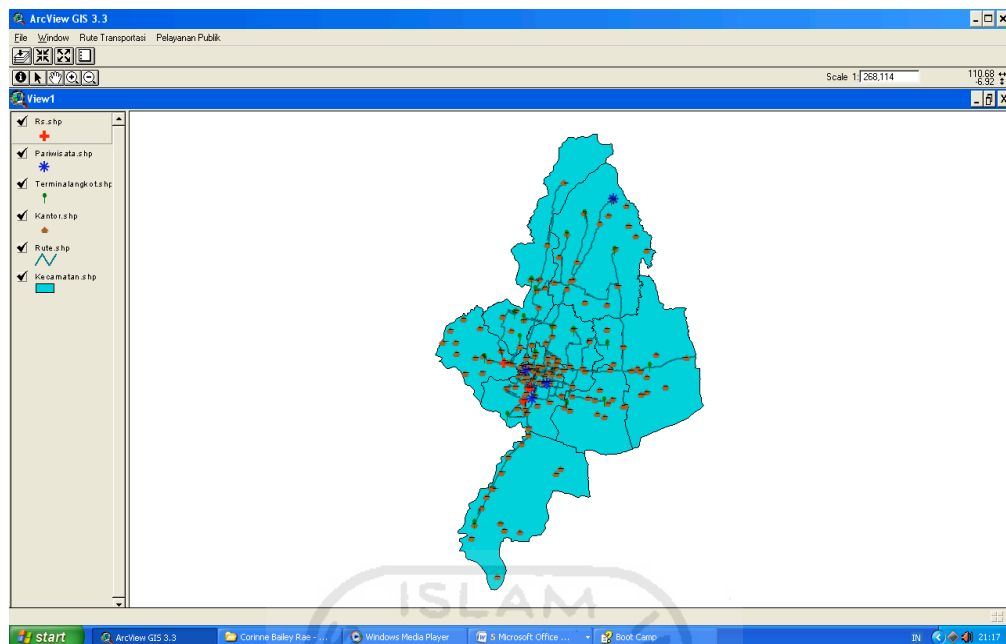 ArcView GIS 3.3
File Window Rute Transportasi Pelayanan Publik
Scale 1: 268,114
110.68
-6.92
View1
Rs.shp
Pariwisata.shp
Terminalangkot.shp
Kantor.shp
Rute.shp
Kecamatan.shp
ISLAM
start ArcView GIS 3.3 Corinne Bailey Rae - ... Windows Media Player 5 Microsoft Office ... Boot Camp IN 21:17